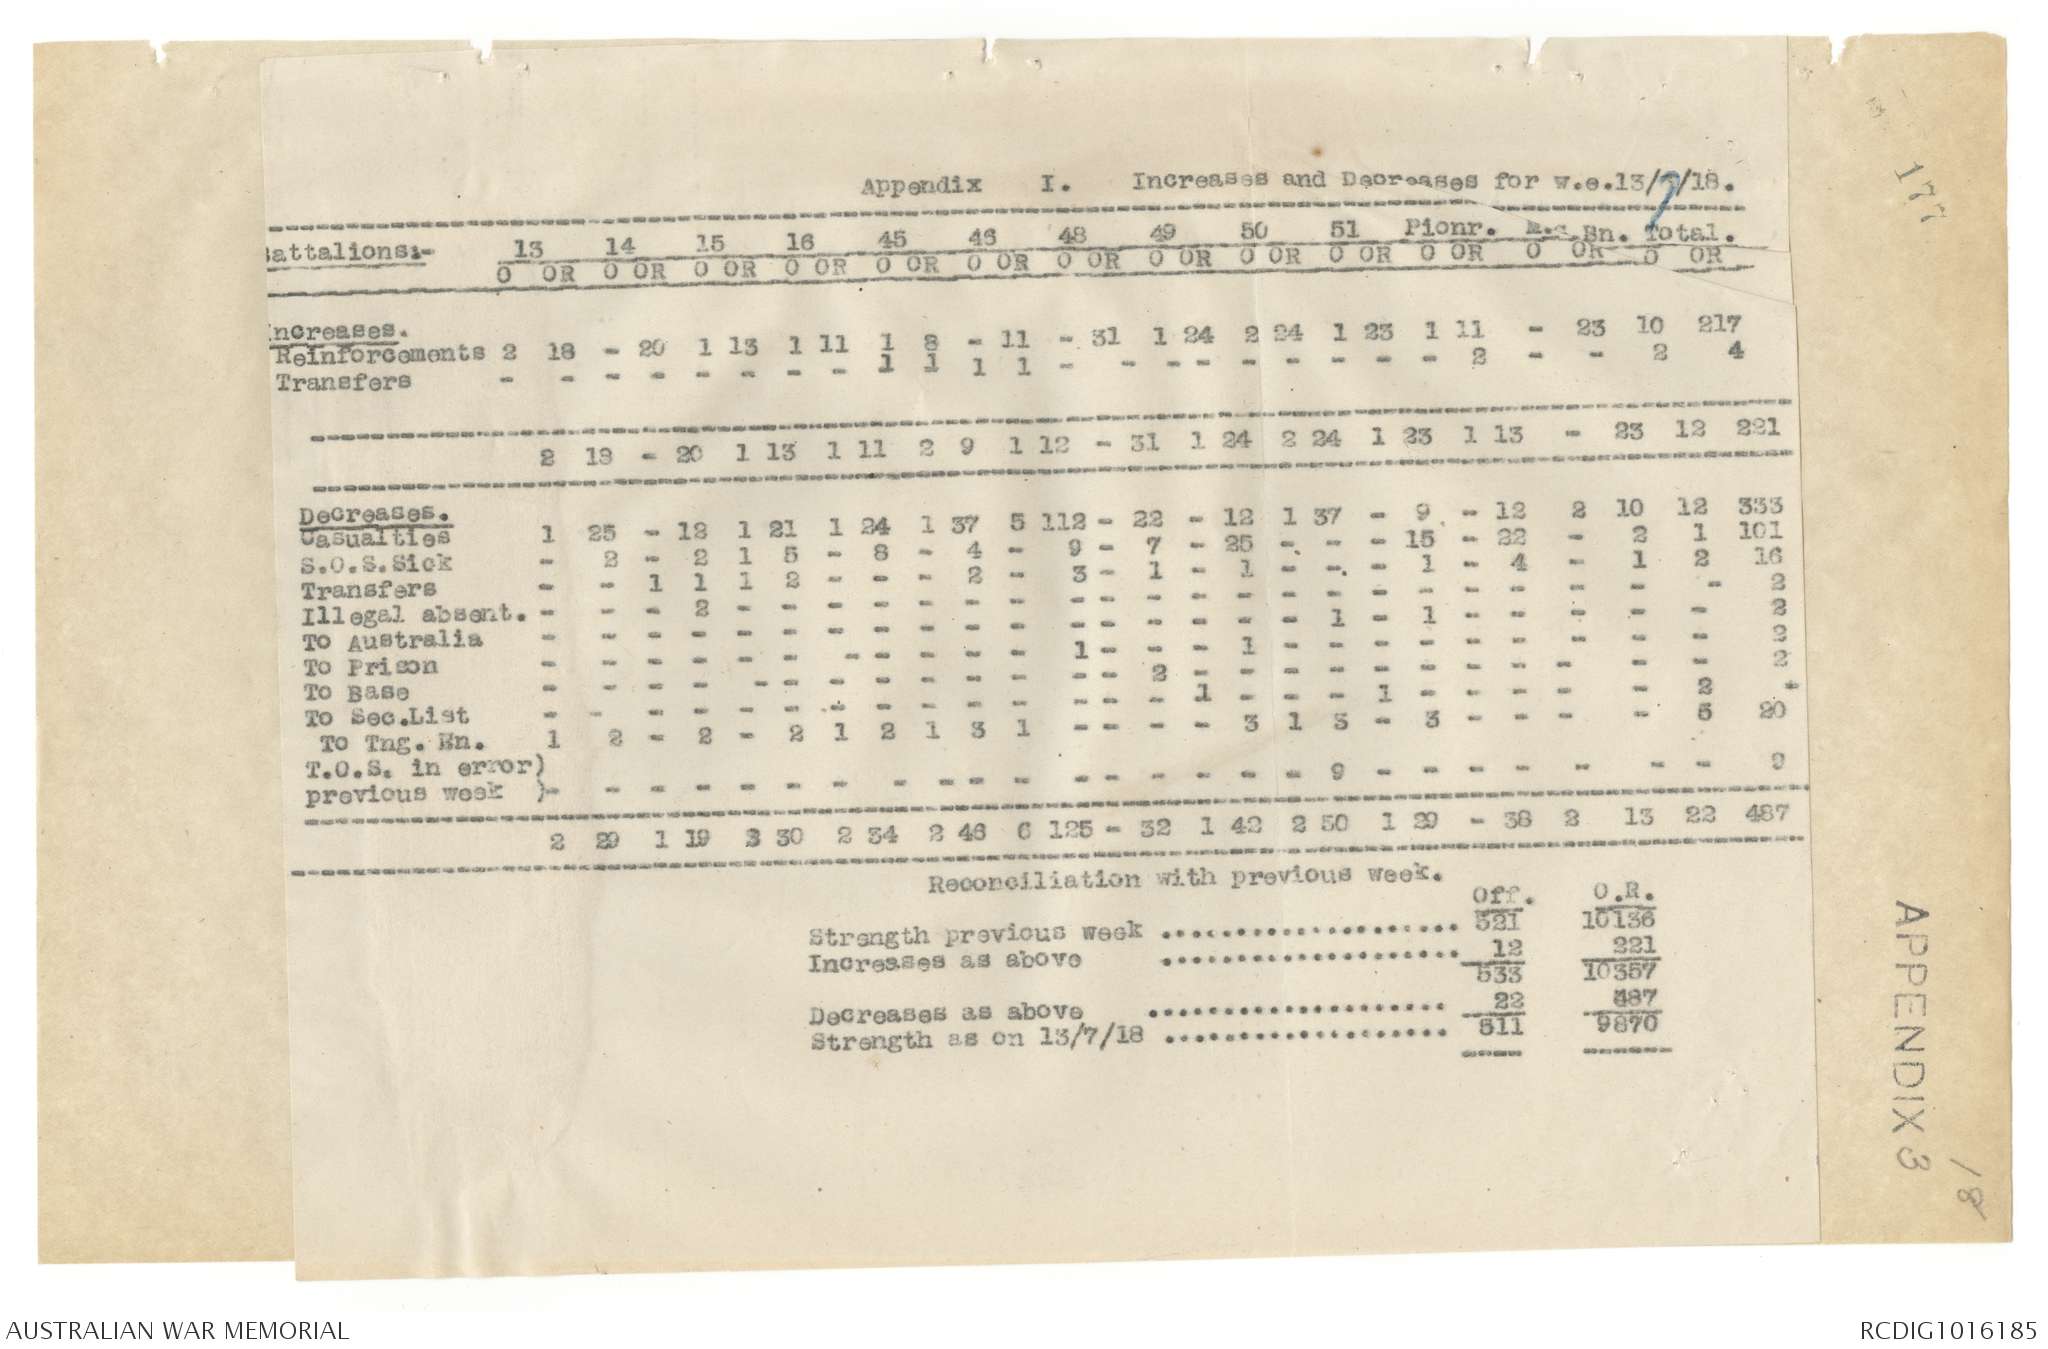 177
Appendix I. Increases and Decreases for w.e.13/7/18.
Battalions:- 13 14 15 16 45 46 48 49 50 51 Pionr. M.G.Bn. Total.
O OR O OR O OR O OR O OR O OR O OR O OR O OR O OR O OR O OR O OR
Increases.
Reinforcements 2 18 - 20 1 13 1 11 1 8 - 11 - 31 1 24 2 24 1 23 1 11 - 23 10 217
Transfers - - - - - - - - 1 1 1 1 - - - - - - - - 2 - - 2 4
2 18 - 20 1 13 1 11 2 9 1 12 - 31 1 24 2 24 1 23 1 13 - 23 12 221
Decreases.
Casualties 1 25 - 12 1 21 1 24 1 37 5 112 - 22 - 12 1 37 - 9 - 12 2 10 12 333
S.O.S.Sick - 2 - 2 1 5 - 8 - 4 - 9 - 7 - 25 - - - 15 - 22 - 2 1 101
Transfers - - 1 1 1 2 - - - 2 - 3 - 1 - 1 - - - 1 - 4 - 1 2 16
Illegal absent. - - - 2 - - - - - - - - - - - - - - - - - - - - - 2
To Australia - - - - - - - - - - - - - - - - - 1 - 1 - - - - - 2
To Prison - - - - - - - - - - - 1 - - - 1 - - - - - - - - - 2
To Base - - - - - - - - - - - - - 2 - - - - - - - - - - - 2
To Sec.List - - - - - - - - - - - - - - 1 - - - 1 - - - - - 2 -
To Tng. Bn. 1 2 - 2 - 2 1 2 1 3 1 - - - - 3 1 3 - 3 - - - - 5 20
T.O.S. in error)
previous week )- - - - - - - - - - - - - - - - - 9 - - - - - - - 9
2 29 1 19 3 30 2 34 2 46 6 125 - 32 1 42 2 50 1 29 - 38 2 13 22 487
Reconciliation with previous week.
Off. O.R.
Strength previous week .................... 521 10136
Increases as above .................... 12 221
533 10357
Decreases as above .................... 22 487
Strength as on 13/7/18 ................... 511 9870
APPENDIX 3
18
AUSTRALIAN WAR MEMORIAL
RCDIG1016185